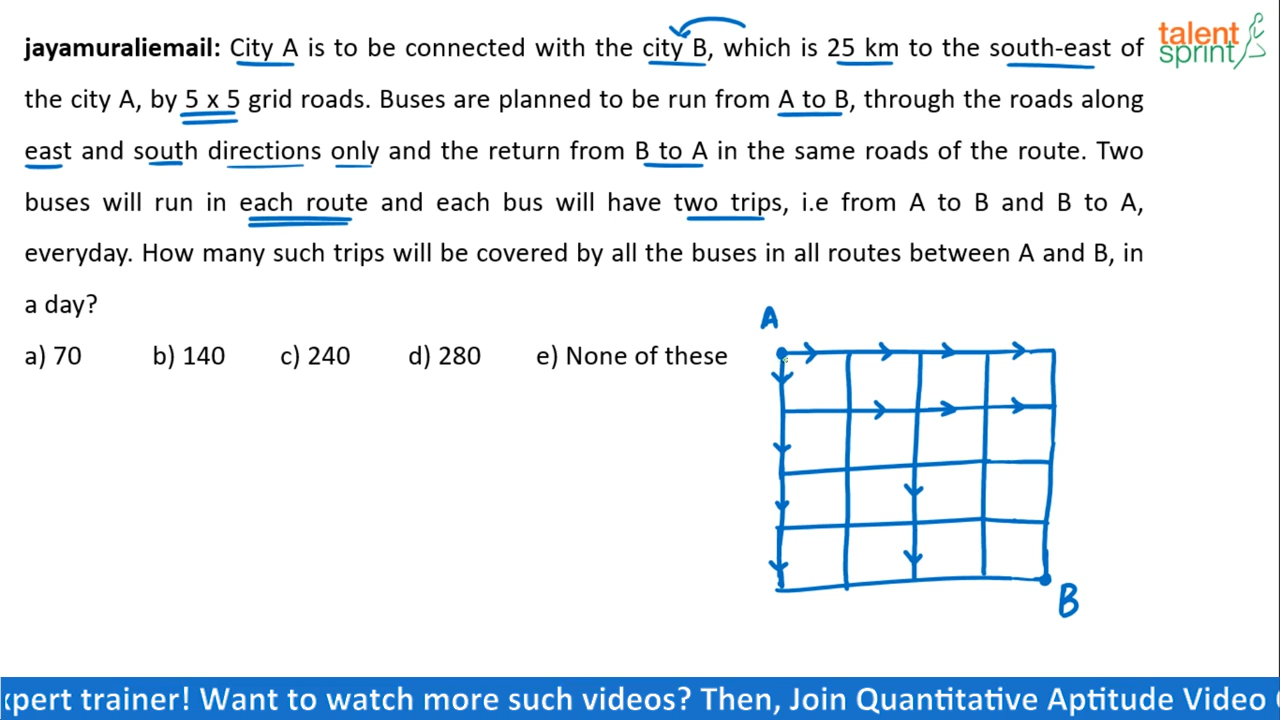 jayamuraliemail: City A is to be connected with the city B, which is 25 km to the south-east of
the city A, by 5 x 5 grid roads. Buses are planned to be run from A to B, through the roads along
east and south directions only and the return from B to A in the same roads of the route. Two
buses will run in each route and each bus will have two trips, i.e from A to B and B to A,
everyday. How many such trips will be covered by all the buses in all routes between A and B, in
a day?
a) 70 b) 140 c) 240 d) 280 e) None of these
talent
sprint
A
B
xpert trainer! Want to watch more such videos? Then, Join Quantitative Aptitude Video